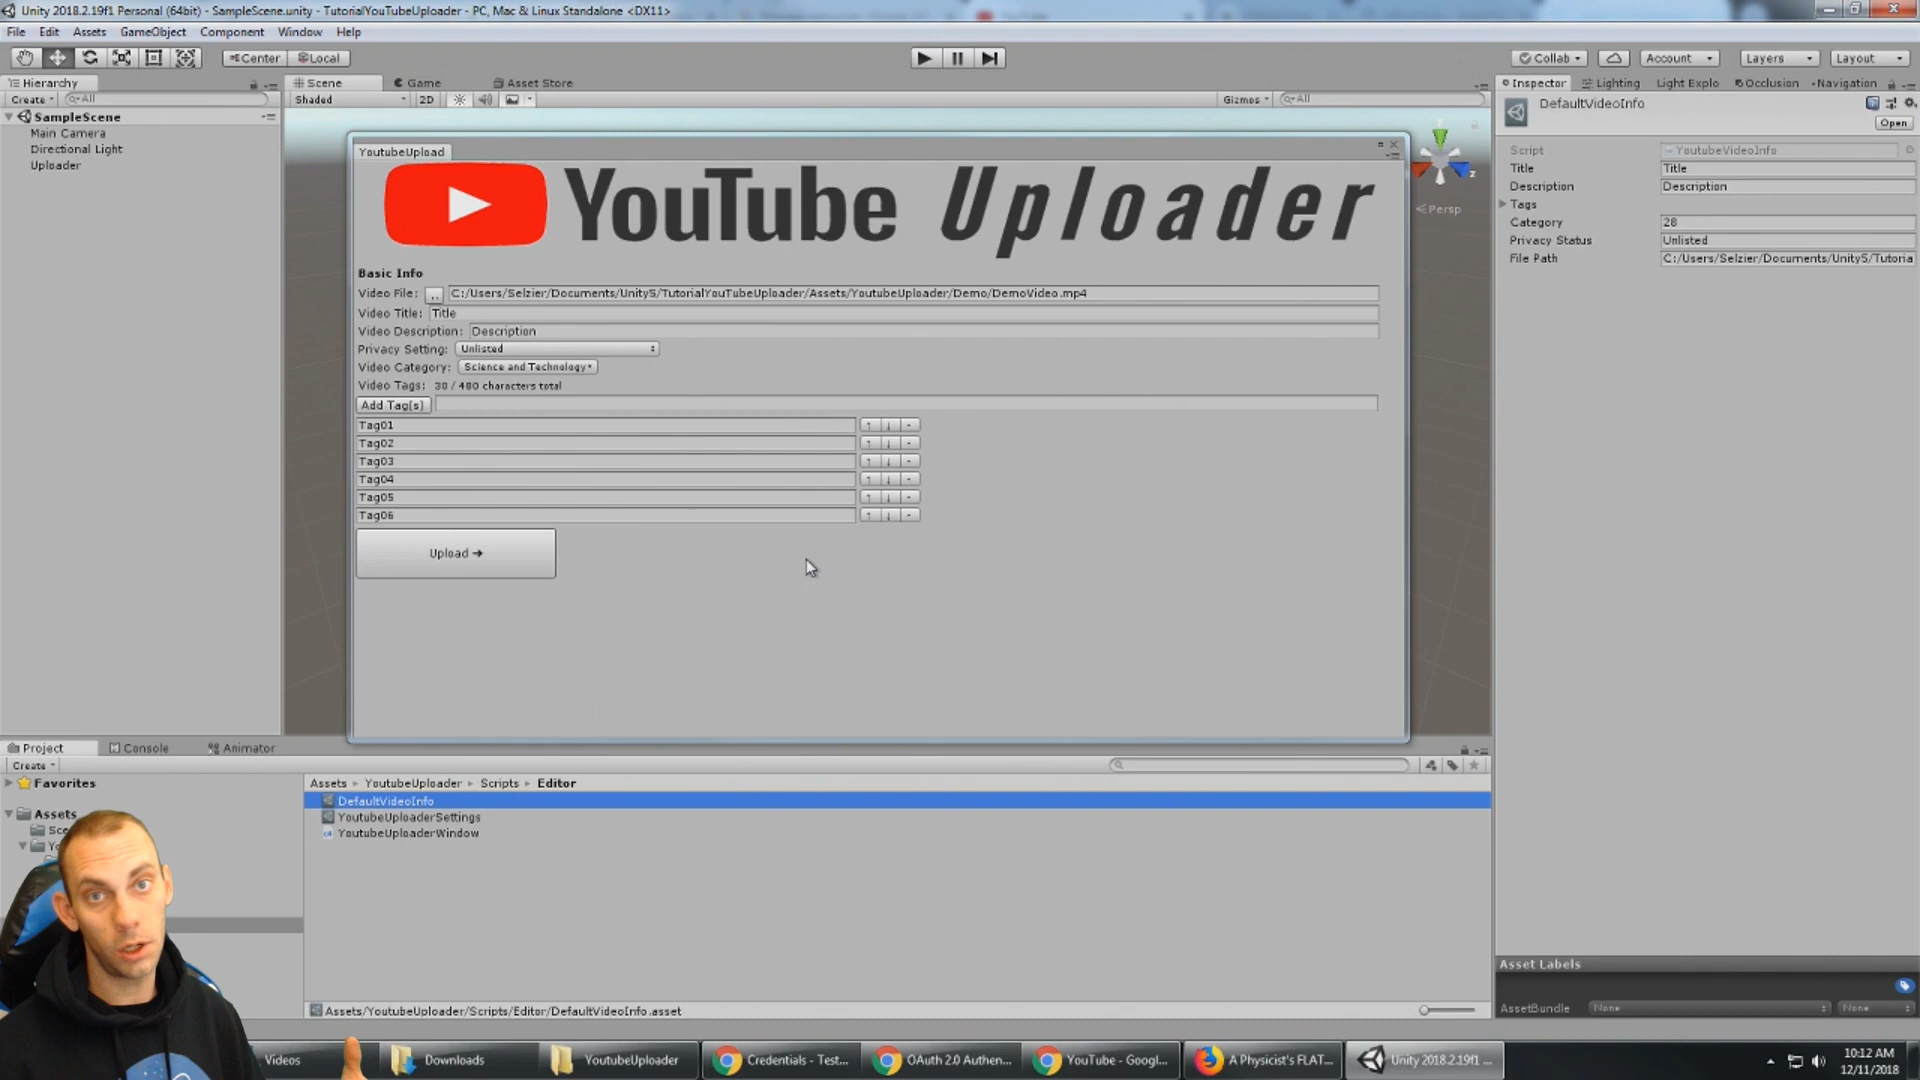 Unity 2018.2.19f1 Personal (64bit) - SampleScene.unity - TutorialYouTubeUploader - PC, Mac & Linux Standalone <DX11>
File Edit Assets GameObject Component Window Help
Center Local Collab Account Layers Layout
Hierarchy
Create All
SampleScene
Main Camera
Directional Light
Uploader
Scene Game Asset Store
Shaded 2D Gizmos All
Persp
YoutubeUpload
YouTube Uploader
Basic Info
Video File: .. C:/Users/Selzier/Documents/Unity5/TutorialYouTubeUploader/Assets/YoutubeUploader/Demo/DemoVideo.mp4
Video Title: Title
Video Description: Description
Privacy Setting: Unlisted
Video Category: Science and Technology
Video Tags: 30 / 480 characters total
Add Tag(s)
Tag01
Tag02
Tag03
Tag04
Tag05
Tag06
Upload
Inspector Lighting Light Explo Occlusion Navigation
DefaultVideoInfo
Open
Script YoutubeVideoInfo
Title Title
Description Description
Tags
Category 28
Privacy Status Unlisted
File Path C:/Users/Selzier/Documents/Unity5/Tutoria
Project Console Animator
Create
Favorites
Assets
Sce
Yo
Assets YoutubeUploader Scripts Editor
DefaultVideoInfo
YoutubeUploaderSettings
YoutubeUploaderWindow
Assets/YoutubeUploader/Scripts/Editor/DefaultVideoInfo.asset
Asset Labels
AssetBundle None None
Videos Downloads YoutubeUploader Credentials - Test... OAuth 2.0 Authen... YouTube - Googl... A Physicist's FLAT... Unity 2018.2.19f1 ...
10:12 AM
12/11/2018